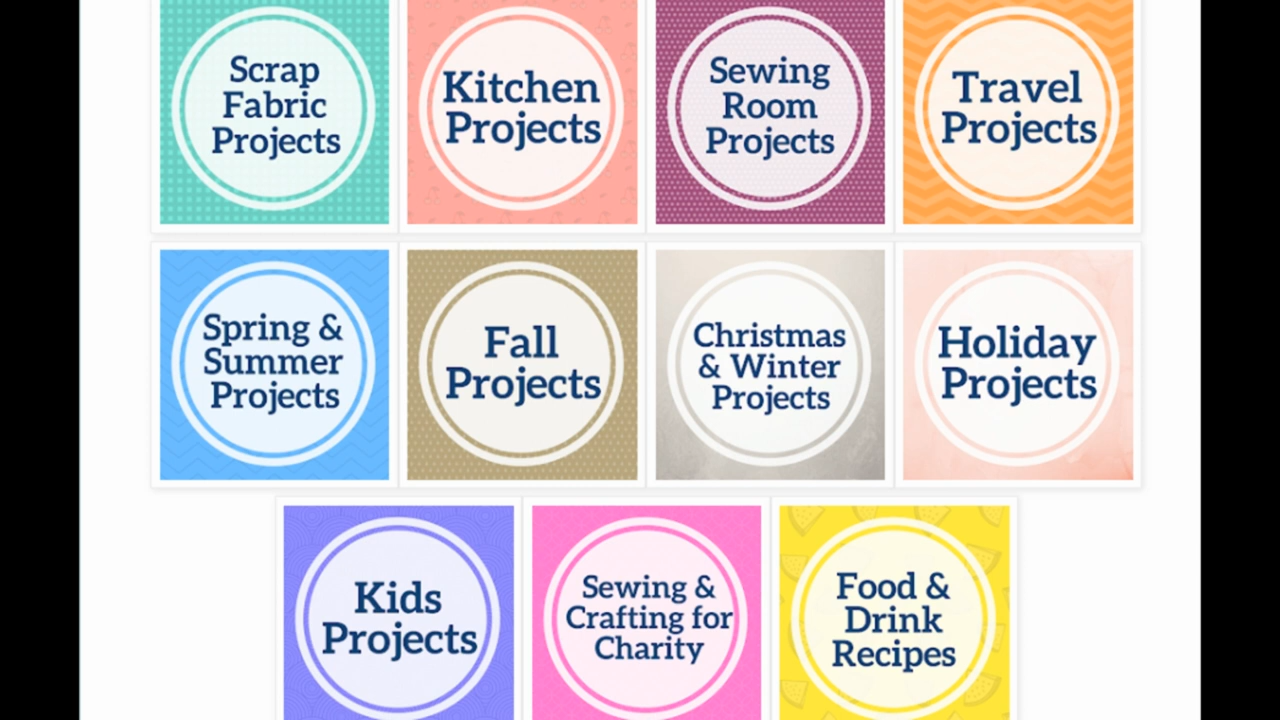 Scrap
Fabric
Projects
Kitchen
Projects
Sewing
Room
Projects
Travel
Projects
Spring &
Summer
Projects
Fall
Projects
Christmas
& Winter
Projects
Holiday
Projects
Kids
Projects
Sewing &
Crafting for
Charity
Food &
Drink
Recipes